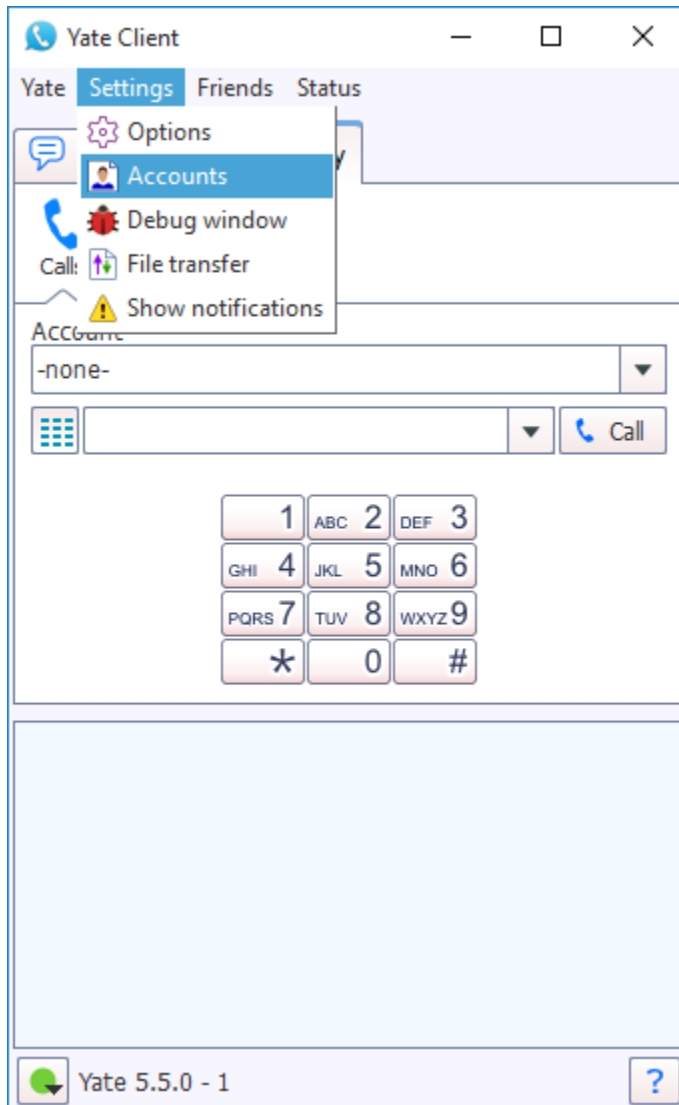 Yate Client
Yate Settings Friends Status
Options
Accounts
Debug window
File transfer
Show notifications
Account
-none-
Call
1 ABC 2 DEF 3
GHI 4 JKL 5 MNO 6
PQRS 7 TUV 8 WXYZ 9
* 0 #
Yate 5.5.0 - 1
?